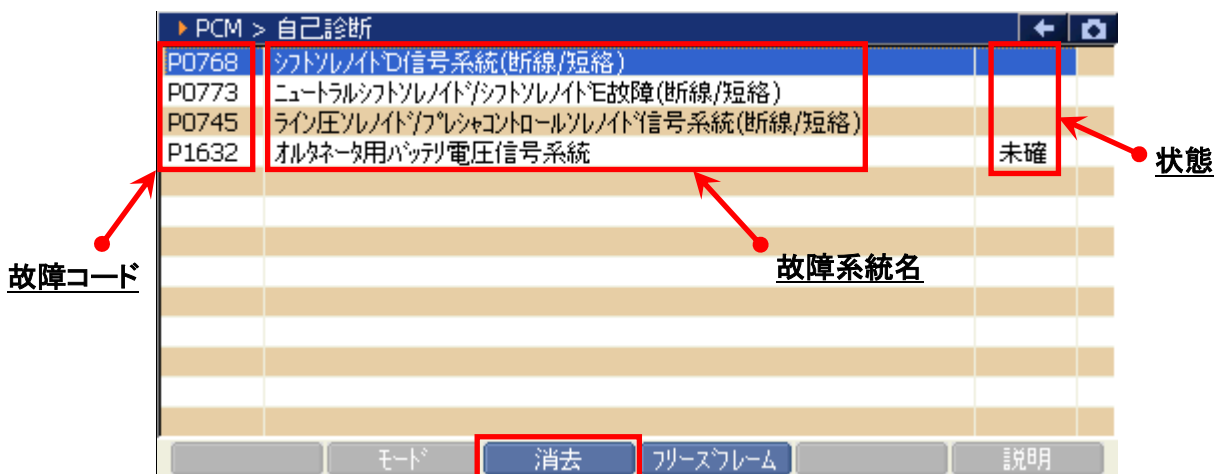 PCM > 自己診断
P0768 ｼﾌﾄｿﾚﾉｲﾄﾞD信号系統(断線/短絡)
P0773 ﾆｭｰﾄﾗﾙｼﾌﾄｿﾚﾉｲﾄﾞ/ｼﾌﾄｿﾚﾉｲﾄﾞE故障(断線/短絡)
P0745 ﾗｲﾝ圧ｿﾚﾉｲﾄﾞ/ﾌﾟﾚｼｬｺﾝﾄﾛｰﾙｿﾚﾉｲﾄﾞ信号系統(断線/短絡)
P1632 ｵﾙﾀﾈｰﾀ用ﾊﾞｯﾃﾘ電圧信号系統 未確
状態
故障コード
故障系統名
ﾓｰﾄﾞ 消去 ﾌﾘｰｽﾞﾌﾚｰﾑ 説明